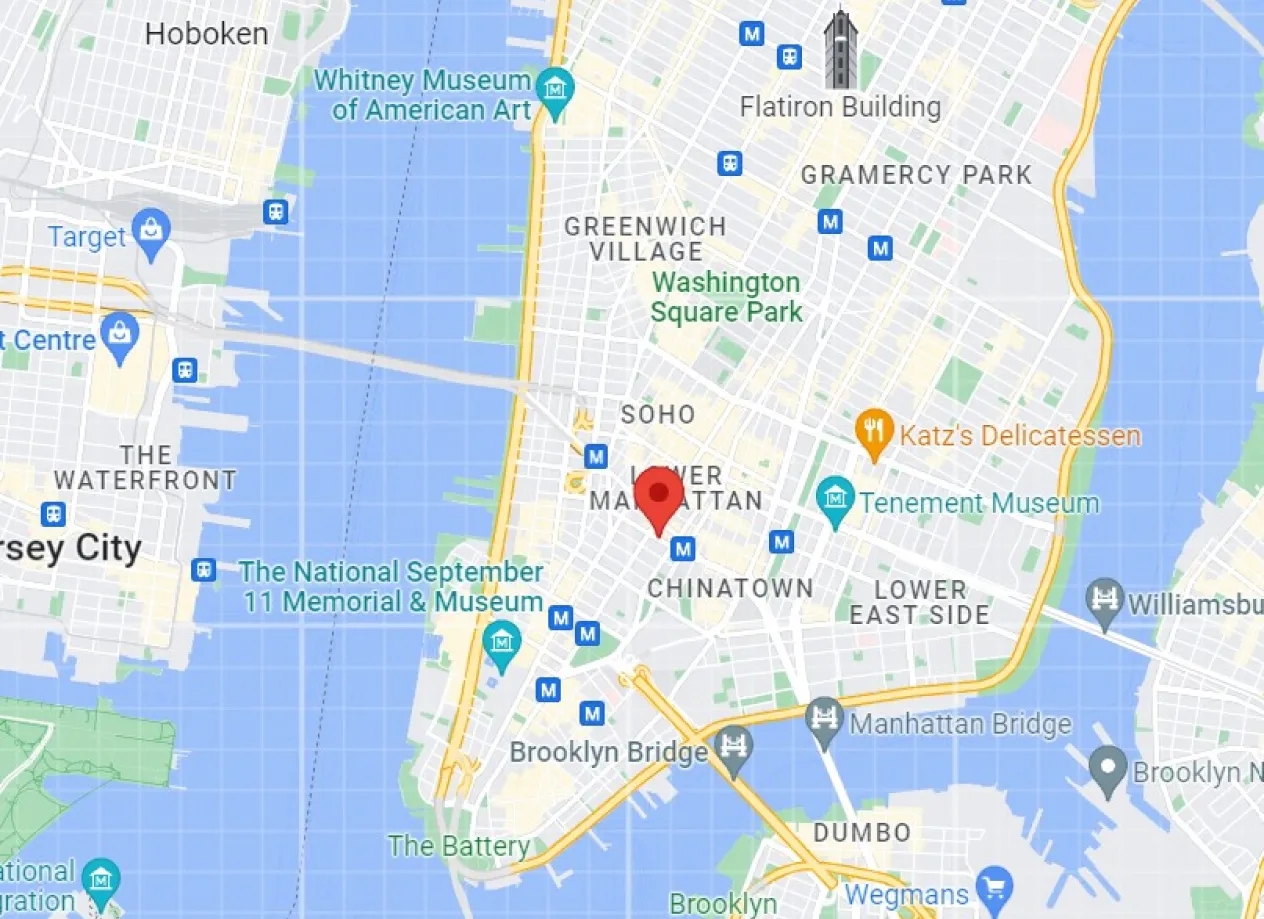 Hoboken
Whitney Museum
of American Art
M
Flatiron Building
GRAMERCY PARK
Target
GREENWICH
VILLAGE
M
M
Washington
Square Park
t Centre
SOHO
Katz's Delicatessen
THE
WATERFRONT
M
LOWER
MANHATTAN
Tenement Museum
rsey City
M
M
The National September
11 Memorial & Museum
CHINATOWN
LOWER
EAST SIDE
Williamsbu
M
M
M
M
Brooklyn Bridge
Manhattan Bridge
Brooklyn N
DUMBO
The Battery
ational
gration
Wegmans
Brooklyn